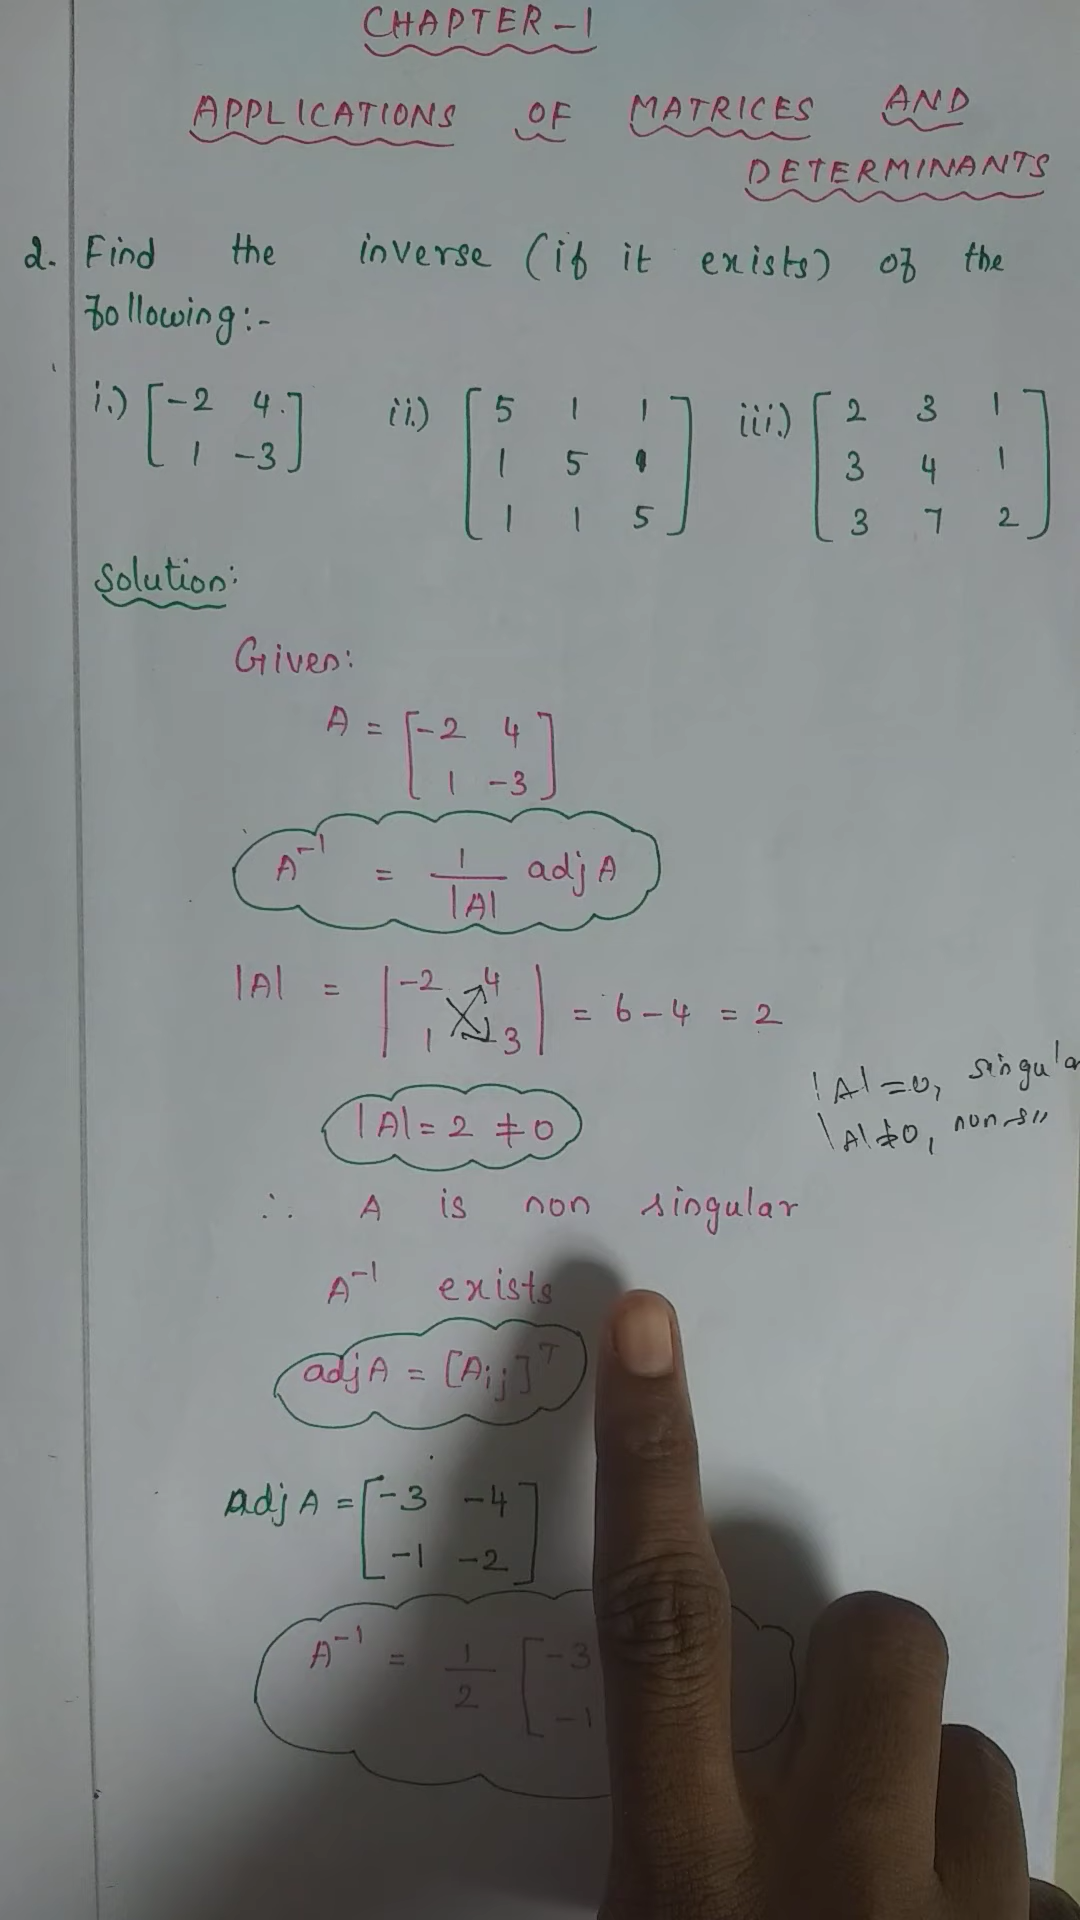 CHAPTER-1
APPLICATIONS OF MATRICES AND
DETERMINANTS
2. Find the inverse (if it exists) of the
following:-
i.) [-2 4 ii.) [5 1 1 iii.) [2 3 1
1 -3] 1 5 1 3 4 1
1 1 5] 3 7 2]
Solution:
Given:
A = [-2 4
1 -3]
A⁻¹ = 1/|A| adj A
|A| = |-2 4
1 -3| = 6-4 = 2
|A|=0, singula
|A| = 2 ≠ 0
|A|≠0, non-s"
∴ A is non singular
A⁻¹ exists
adj A = [Aij]ᵀ
Adj A = [-3 -4
-1 -2]
A⁻¹ = 1/2 [-3
-1